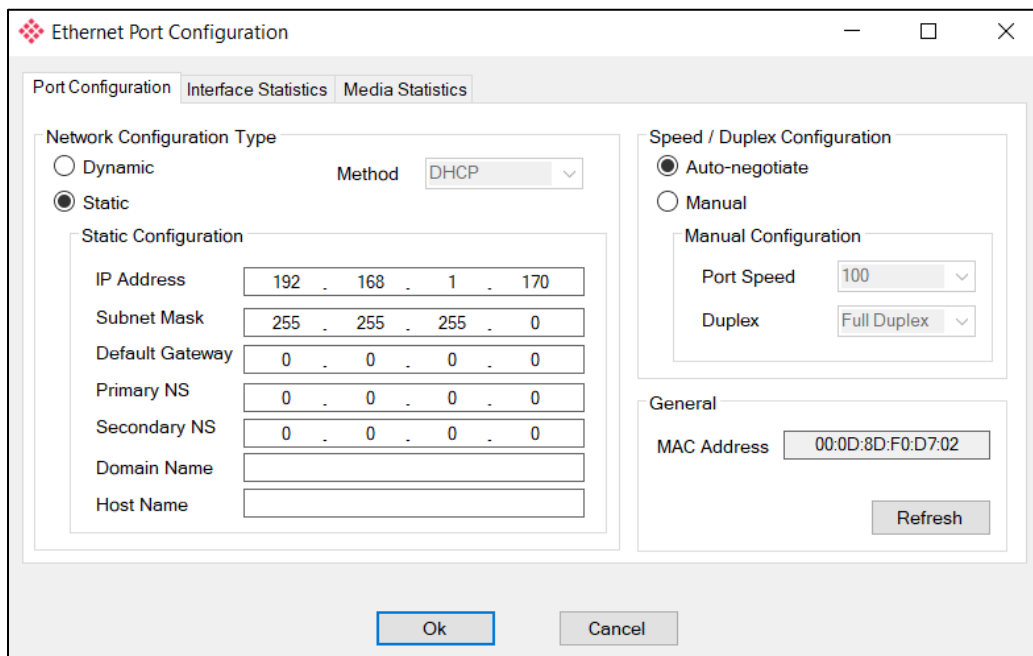 Ethernet Port Configuration
Port Configuration Interface Statistics Media Statistics
Network Configuration Type
Dynamic
Method DHCP
Static
Static Configuration
IP Address 192 . 168 . 1 . 170
Subnet Mask 255 . 255 . 255 . 0
Default Gateway 0 . 0 . 0 . 0
Primary NS 0 . 0 . 0 . 0
Secondary NS 0 . 0 . 0 . 0
Domain Name
Host Name
Speed / Duplex Configuration
Auto-negotiate
Manual
Manual Configuration
Port Speed 100
Duplex Full Duplex
General
MAC Address 00:0D:8D:F0:D7:02
Refresh
Ok Cancel